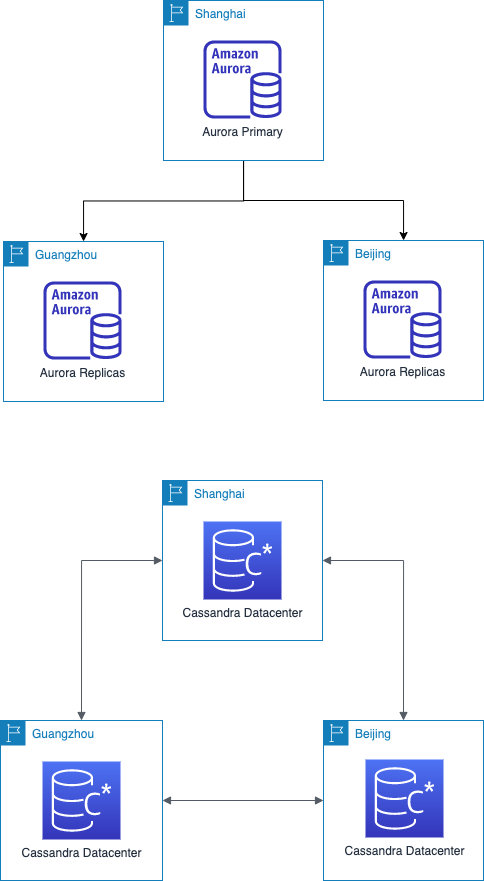 Shanghai
Amazon
Aurora
Aurora Primary
Guangzhou
Amazon
Aurora
Aurora Replicas
Beijing
Amazon
Aurora
Aurora Replicas
Shanghai
C*
Cassandra Datacenter
Guangzhou
C*
Cassandra Datacenter
Beijing
C*
Cassandra Datacenter